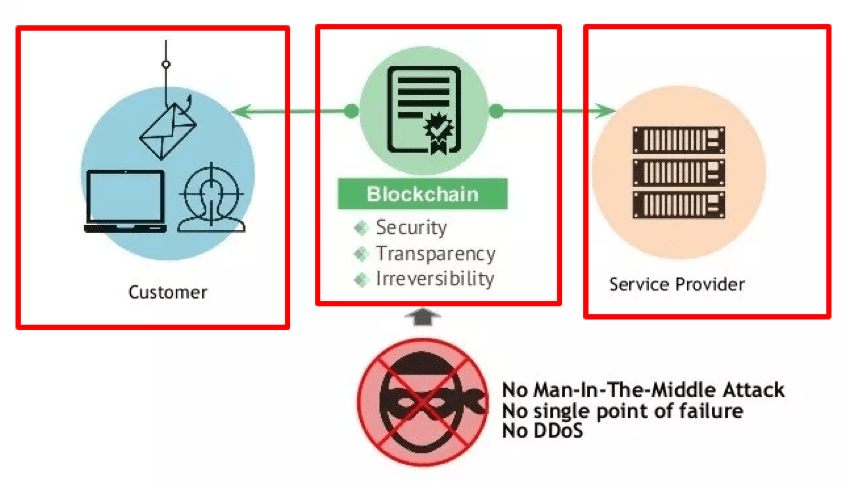 Blockchain
Security
Transparency
Irreversibility
Customer
Service Provider
No Man-In-The-Middle Attack
No single point of failure
No DDoS